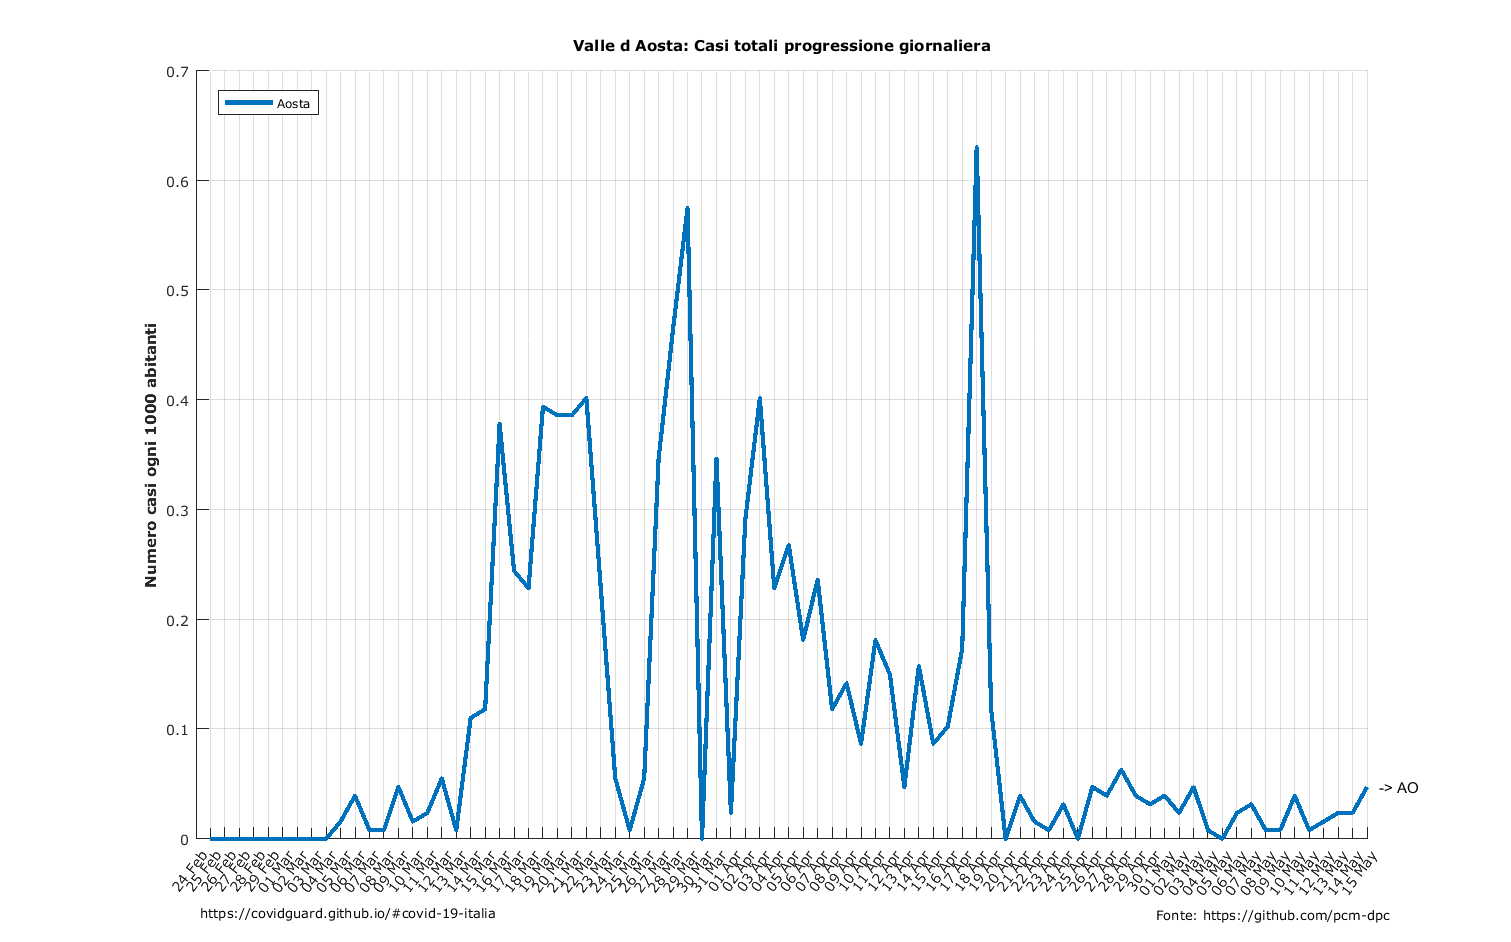 Valle d Aosta: Casi totali progressione giornaliera
Aosta
Numero casi ogni 1000 abitanti
0.7
0.6
0.5
0.4
0.3
0.2
0.1
0
-> AO
24 Feb
25 Feb
26 Feb
27 Feb
28 Feb
29 Feb
01 Mar
02 Mar
03 Mar
04 Mar
05 Mar
06 Mar
07 Mar
08 Mar
09 Mar
10 Mar
11 Mar
12 Mar
13 Mar
14 Mar
15 Mar
16 Mar
17 Mar
18 Mar
19 Mar
20 Mar
21 Mar
22 Mar
23 Mar
24 Mar
25 Mar
26 Mar
27 Mar
28 Mar
29 Mar
30 Mar
31 Mar
01 Apr
02 Apr
03 Apr
04 Apr
05 Apr
06 Apr
07 Apr
08 Apr
09 Apr
10 Apr
11 Apr
12 Apr
13 Apr
14 Apr
15 Apr
16 Apr
17 Apr
18 Apr
19 Apr
20 Apr
21 Apr
22 Apr
23 Apr
24 Apr
25 Apr
26 Apr
27 Apr
28 Apr
29 Apr
30 Apr
01 May
02 May
03 May
04 May
05 May
06 May
07 May
08 May
09 May
10 May
11 May
12 May
13 May
14 May
15 May
https://covidguard.github.io/#covid-19-italia
Fonte: https://github.com/pcm-dpc